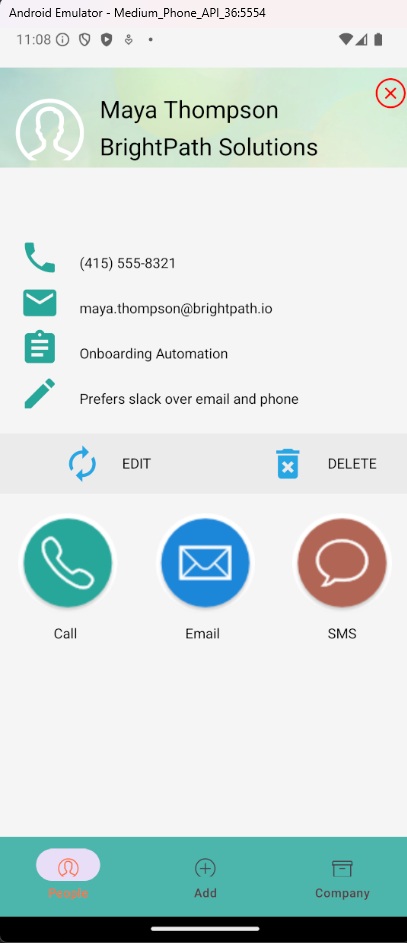 Android Emulator - Medium_Phone_API_36:5554
11:08
Maya Thompson
BrightPath Solutions
(415) 555-8321
maya.thompson@brightpath.io
Onboarding Automation
Prefers slack over email and phone
EDIT
DELETE
Call
Email
SMS
People
Add
Company